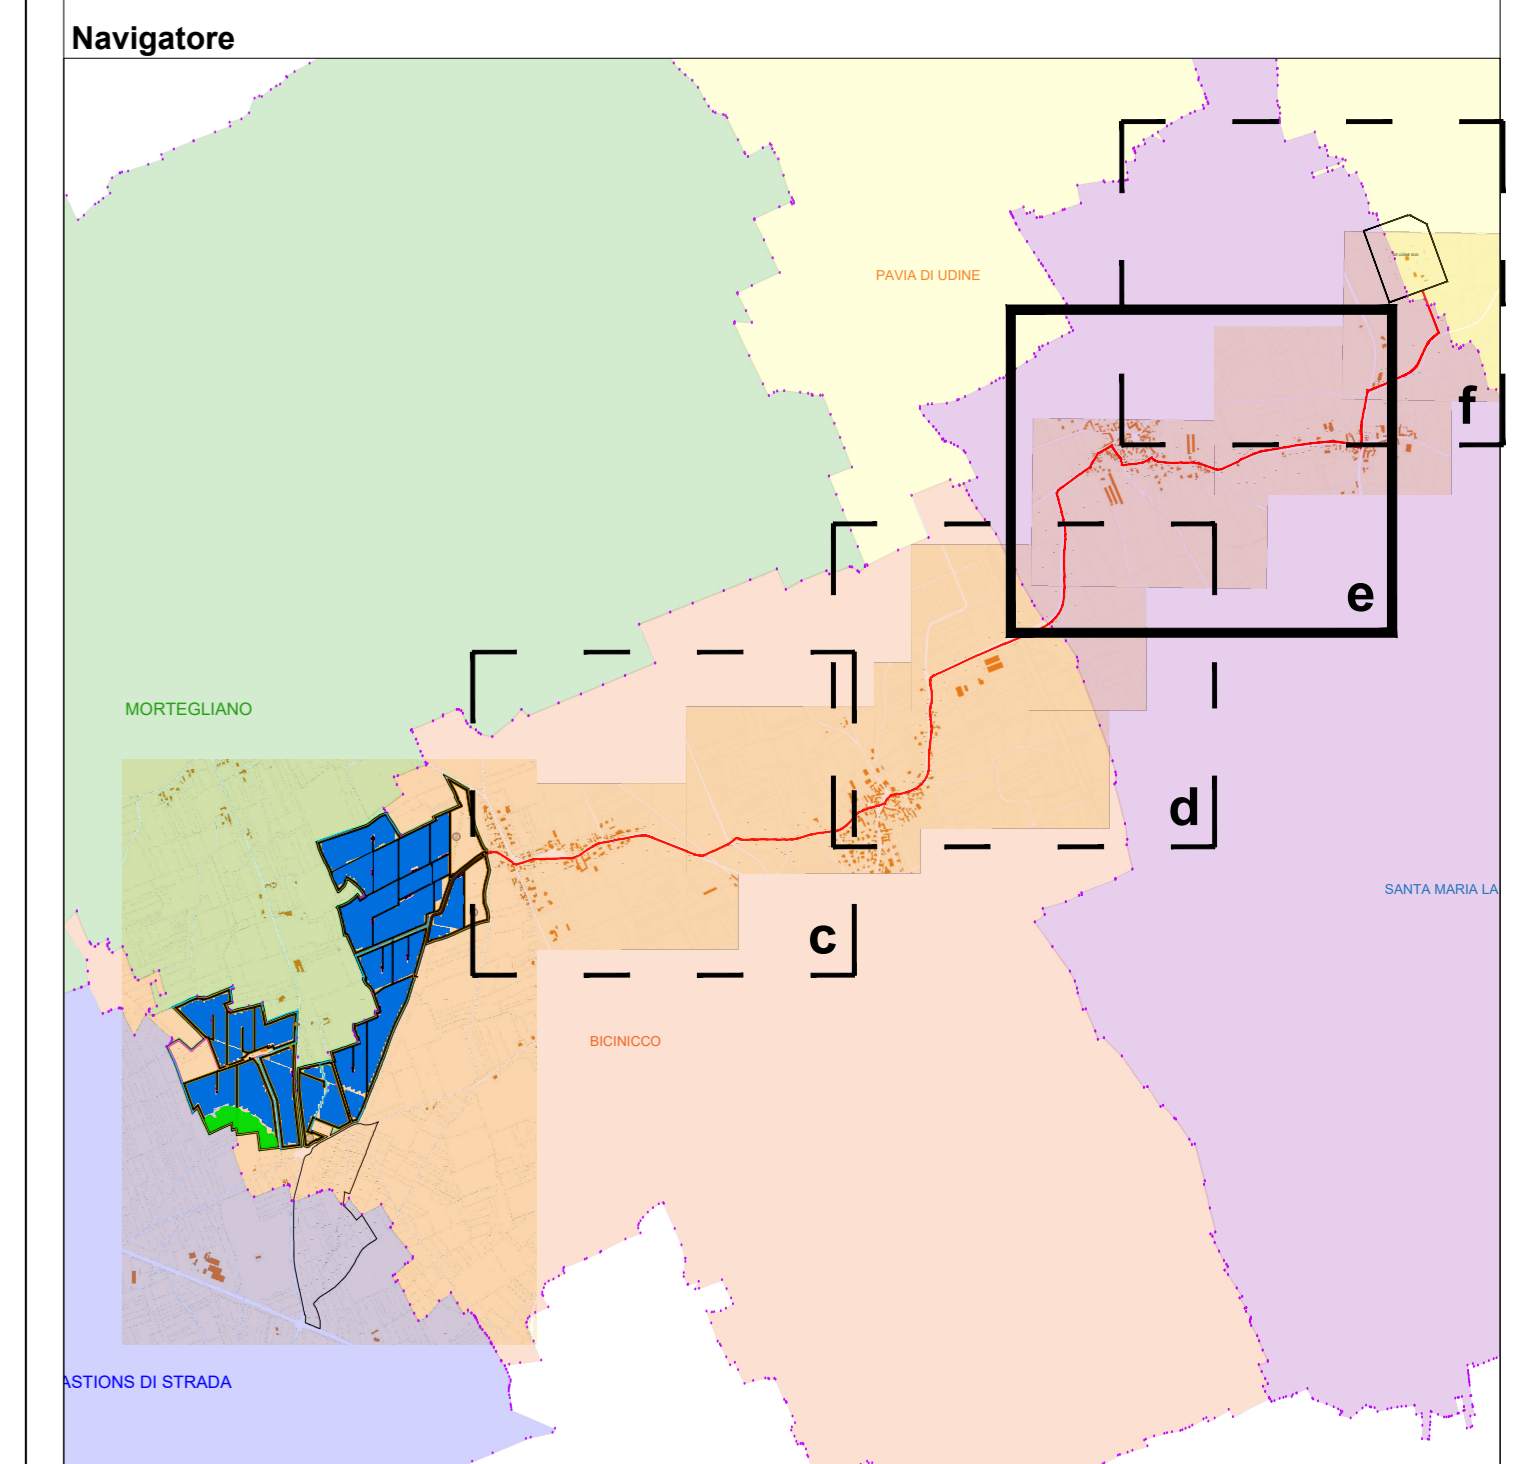 Navigatore
PAVIA DI UDINE
f
e
MORTEGLIANO
d
SANTA MARIA LA
c
BICINICCO
ASTIONS DI STRADA